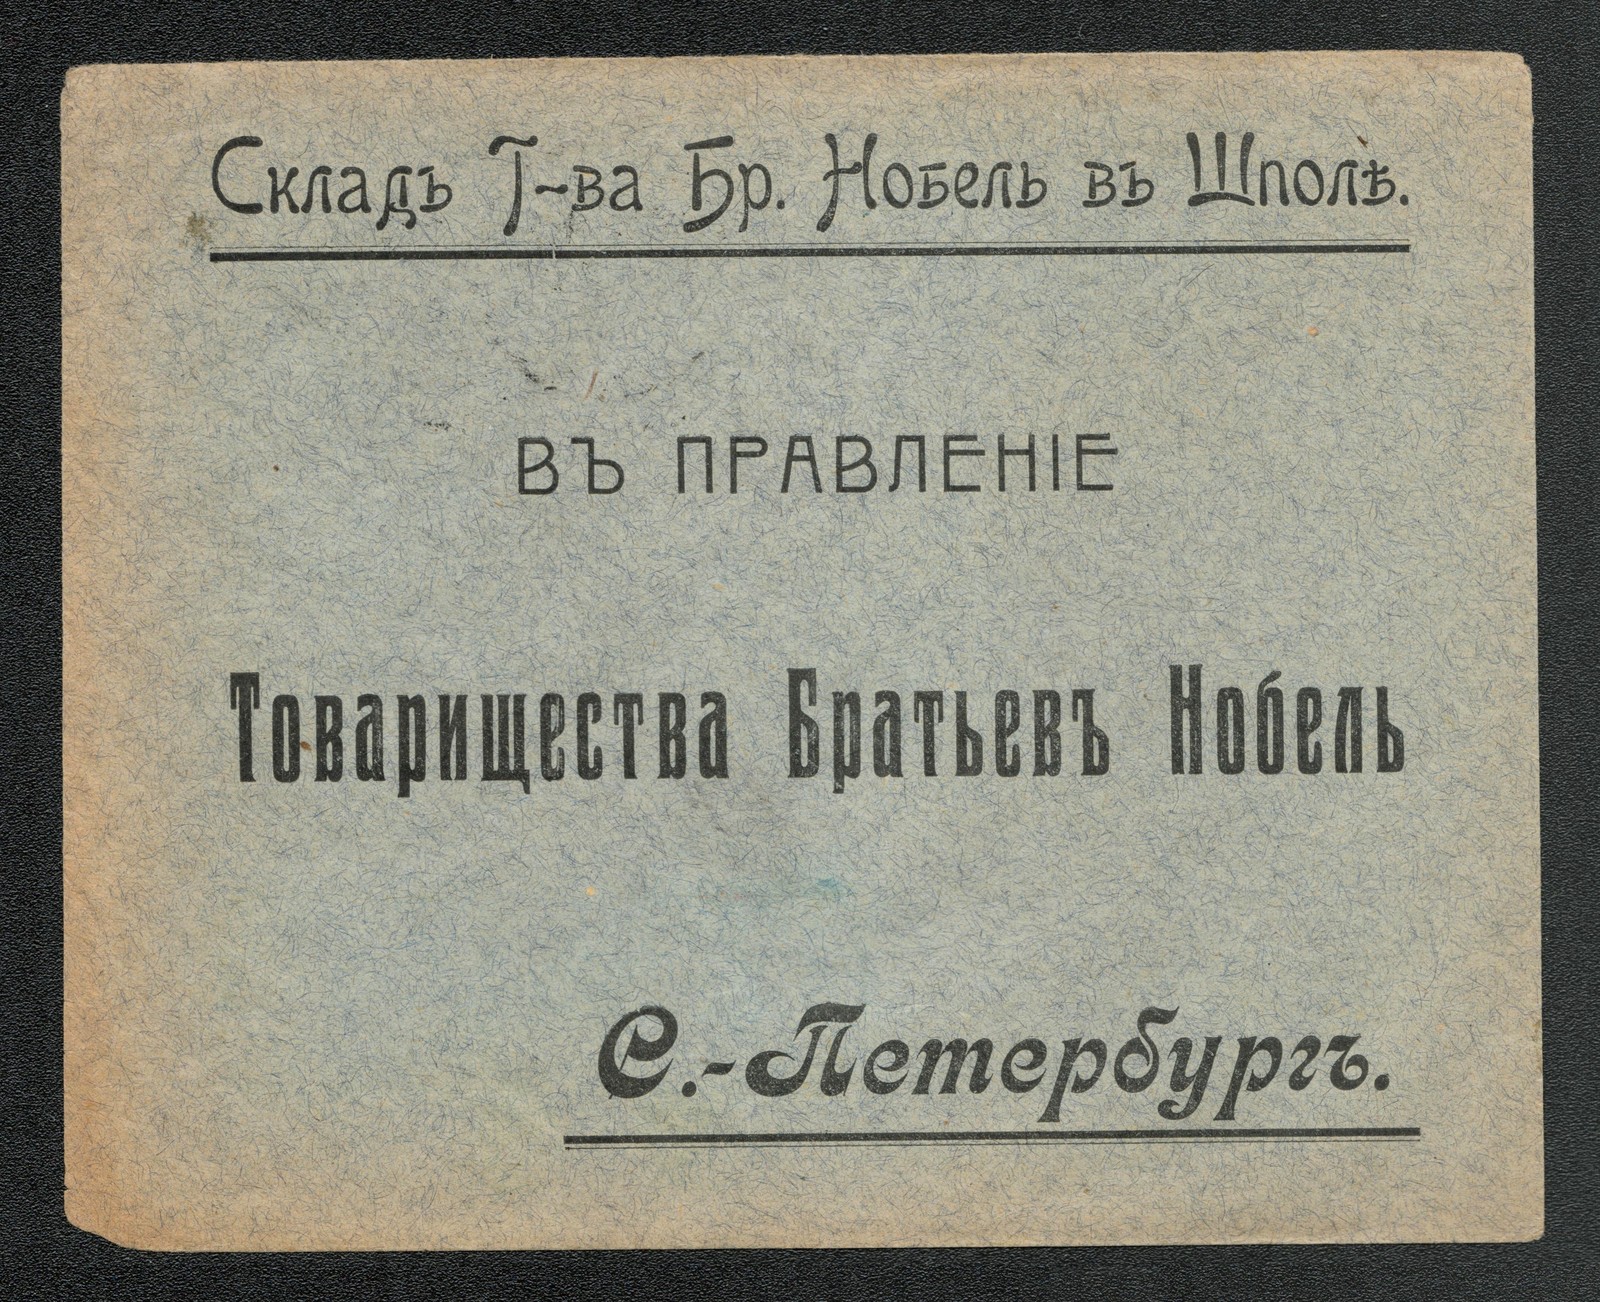 Складъ Т-ва Бр. Нобель въ Шполѣ.
ВЪ ПРАВЛЕНІЕ
Товарищества Братьевъ Нобель
С.-Петербургъ.